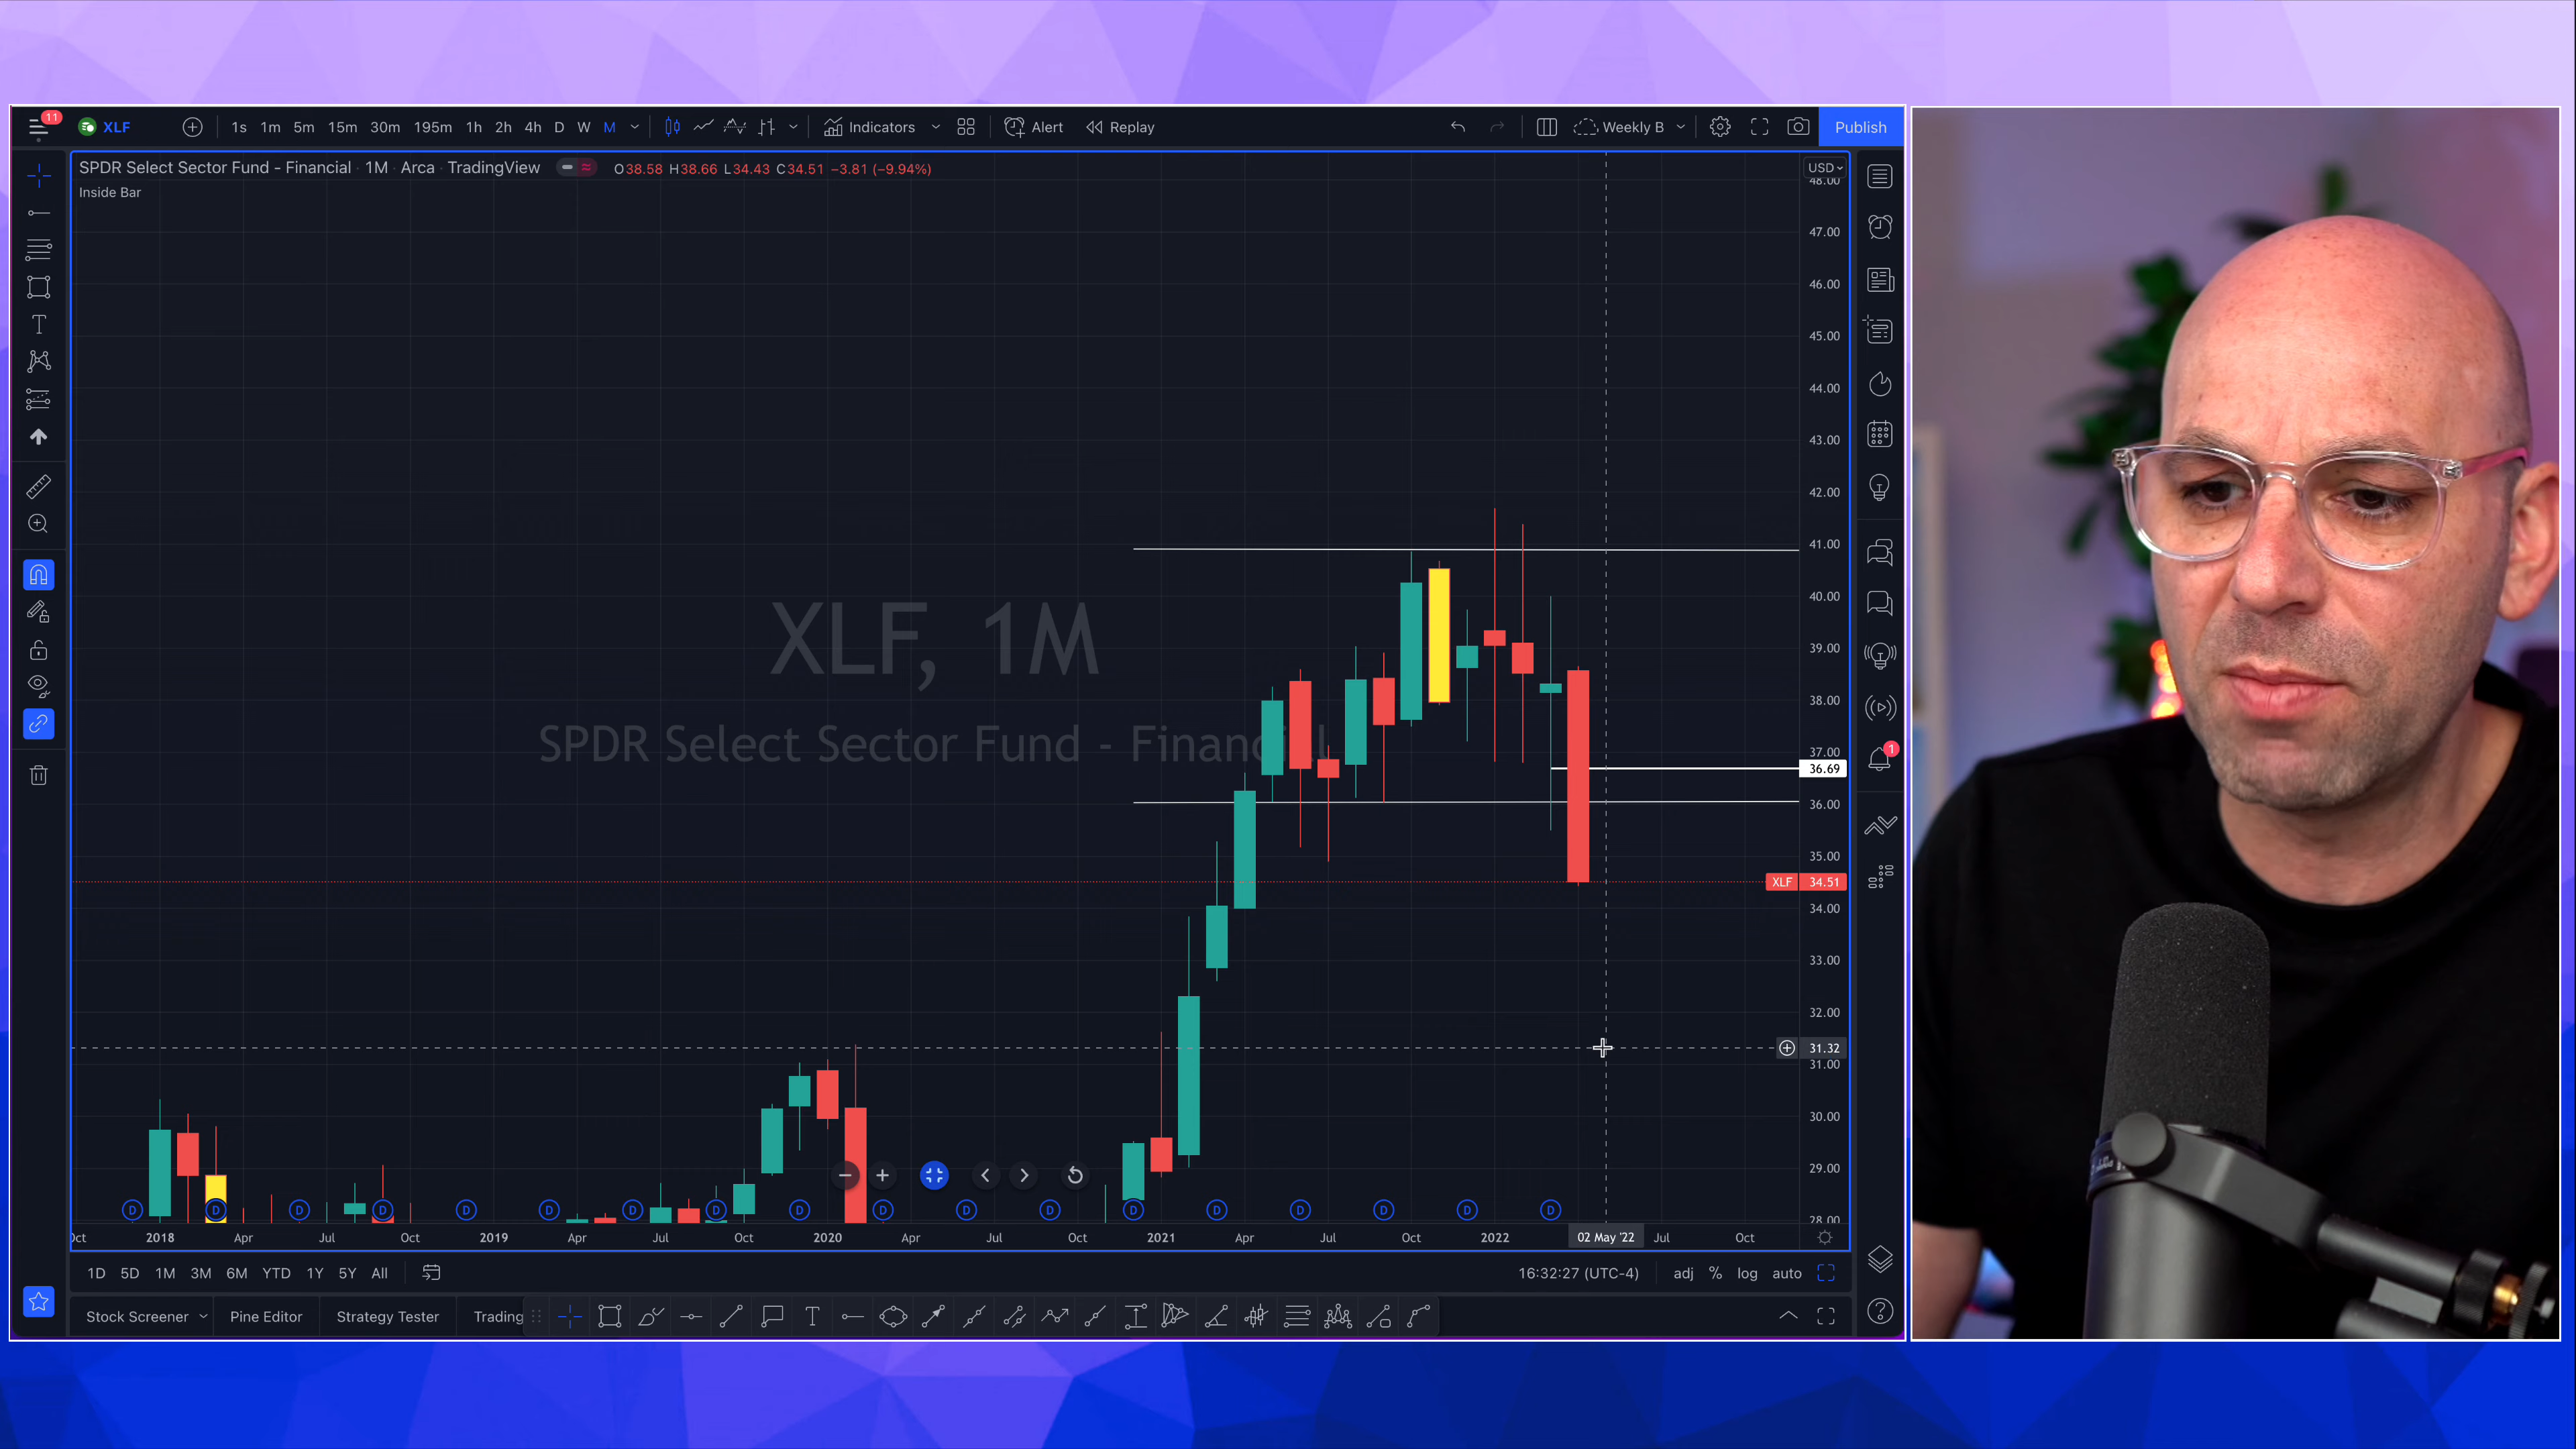 11
XLF
1s 1m 5m 15m 30m 195m 1h 2h 4h D W M
Indicators
Alert
Replay
Weekly B
Publish
SPDR Select Sector Fund - Financial · 1M · Arca · TradingView
O38.58 H38.66 L34.43 C34.51 −3.81 (−9.94%)
USD
Inside Bar
48.00
47.00
46.00
45.00
44.00
43.00
42.00
41.00
40.00
39.00
38.00
37.00
36.69
36.00
35.00
XLF 34.51
34.00
33.00
32.00
31.32
31.00
30.00
29.00
28.00
XLF, 1M
SPDR Select Sector Fund - Financial
1
D D D D D D D D D D D D D D D D D D
Oct 2018 Apr Jul Oct 2019 Apr Jul Oct 2020 Apr Jul Oct 2021 Apr Jul Oct 2022 02 May '22 Jul Oct
1D 5D 1M 3M 6M YTD 1Y 5Y All
16:32:27 (UTC-4)
adj % log auto
Stock Screener
Pine Editor
Strategy Tester
Trading